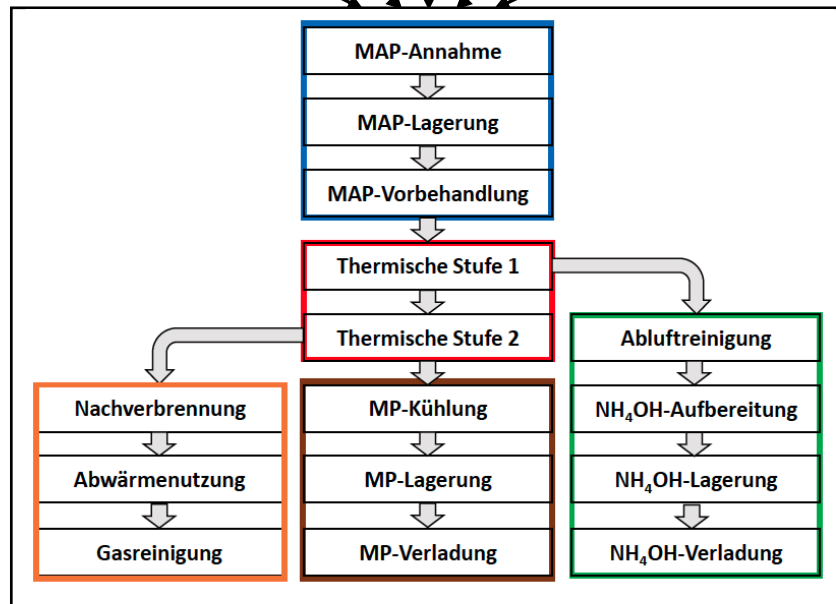 MAP-Annahme
MAP-Lagerung
MAP-Vorbehandlung
Thermische Stufe 1
Thermische Stufe 2
Abluftreinigung
Nachverbrennung
MP-Kühlung
NH₄OH-Aufbereitung
Abwärmenutzung
MP-Lagerung
NH₄OH-Lagerung
Gasreinigung
MP-Verladung
NH₄OH-Verladung